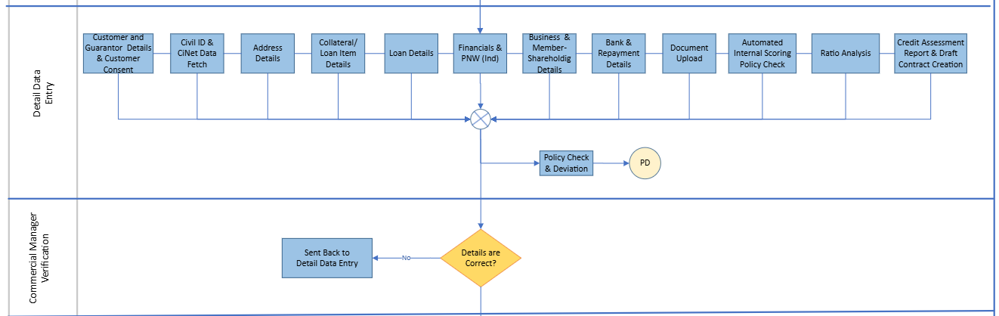 Detail Data
Entry
Customer and
Guarantor Details
& Customer
Consent
Civil ID &
CiNet Data
Fetch
Address
Details
Collateral/
Loan Item
Details
Loan Details
Financials &
PNW (Ind)
Business &
Member-
Shareholdig
Details
Bank &
Repayment
Details
Document
Upload
Automated
Internal Scoring
Policy Check
Ratio Analysis
Credit Assessment
Report & Draft
Contract Creation
Policy Check
& Deviation
PD
Commercial Manager
Verification
Sent Back to
Detail Data Entry
No
Details are
Correct?